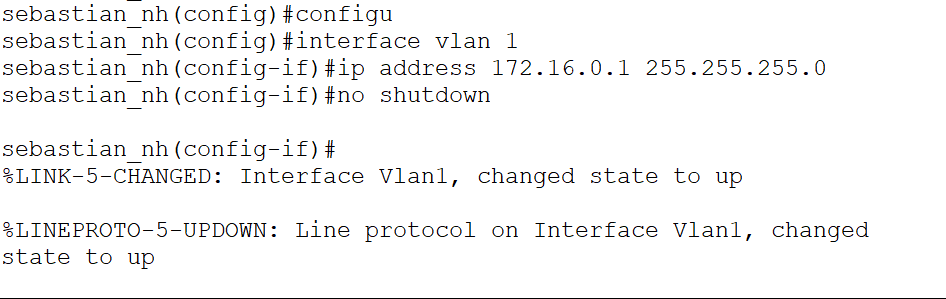 sebastian_nh(config)#configu
sebastian_nh(config)#interface vlan 1
sebastian_nh(config-if)#ip address 172.16.0.1 255.255.255.0
sebastian_nh(config-if)#no shutdown
sebastian_nh(config-if)#
%LINK-5-CHANGED: Interface Vlan1, changed state to up
%LINEPROTO-5-UPDOWN: Line protocol on Interface Vlan1, changed
state to up